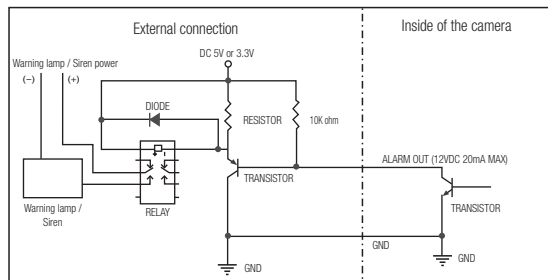 External connection
Inside of the camera
DC 5V or 3.3V
Warning lamp / Siren power
(−)
(+)
DIODE
RESISTOR
10K ohm
ALARM OUT (12VDC 20mA MAX)
TRANSISTOR
TRANSISTOR
Warning lamp /
Siren
RELAY
GND
GND
GND